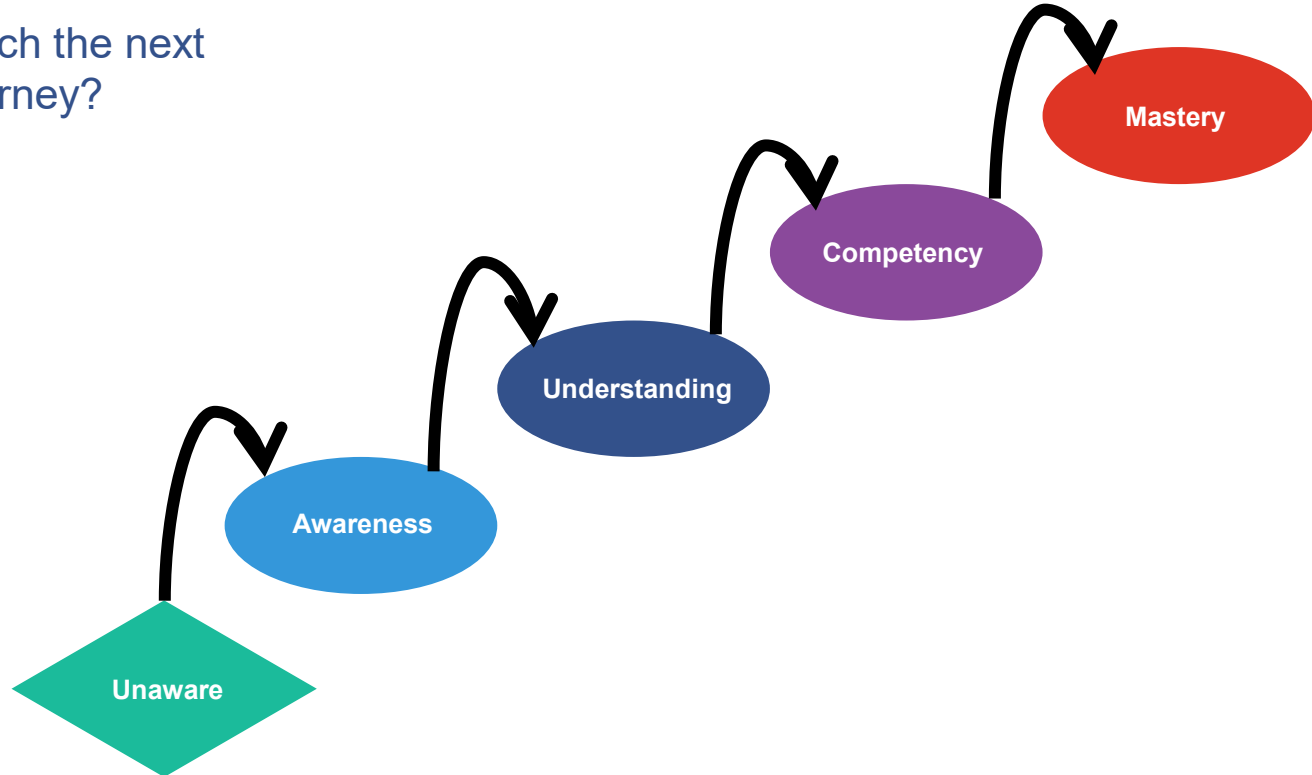 ch the next
rney?
Mastery
Competency
Understanding
Awareness
Unaware